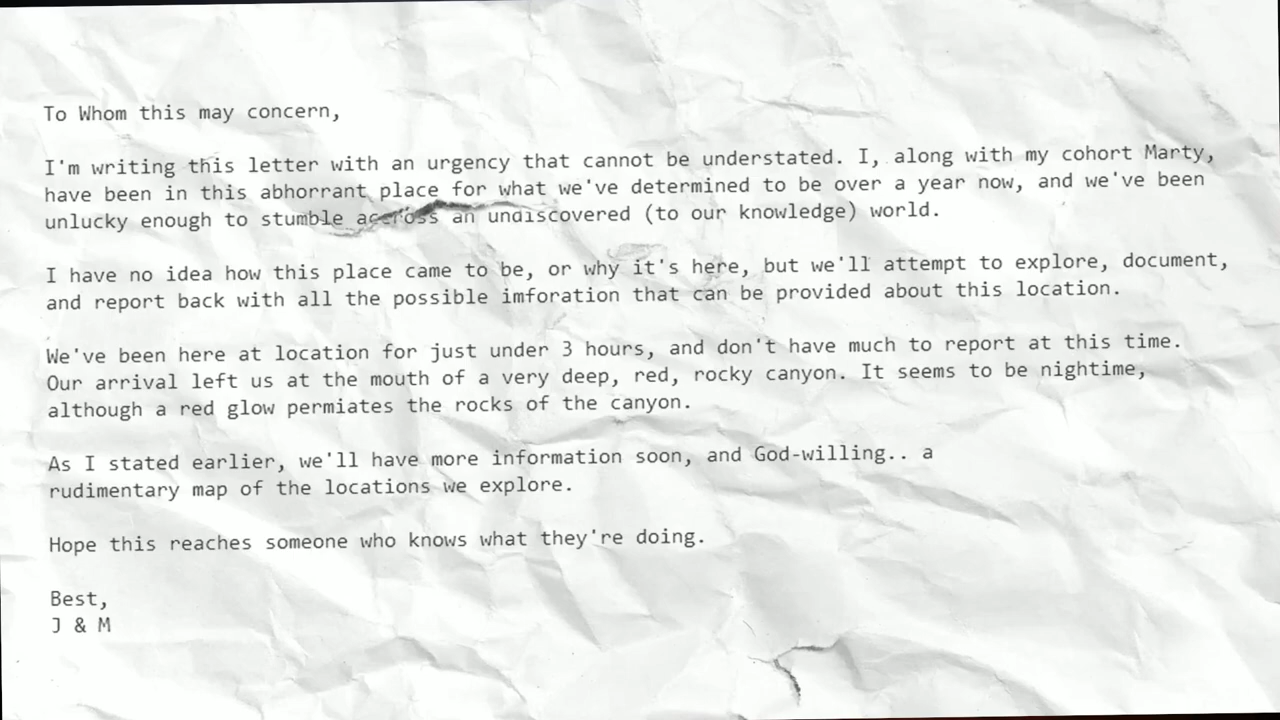 To Whom this may concern,
I'm writing this letter with an urgency that cannot be understated. I, along with my cohort Marty,
have been in this abhorrant place for what we've determined to be over a year now, and we've been
unlucky enough to stumble accross an undiscovered (to our knowledge) world.
I have no idea how this place came to be, or why it's here, but we'll attempt to explore, document,
and report back with all the possible imforation that can be provided about this location.
We've been here at location for just under 3 hours, and don't have much to report at this time.
Our arrival left us at the mouth of a very deep, red, rocky canyon. It seems to be nightime,
although a red glow permiates the rocks of the canyon.
As I stated earlier, we'll have more information soon, and God-willing.. a
rudimentary map of the locations we explore.
Hope this reaches someone who knows what they're doing.
Best,
J & M